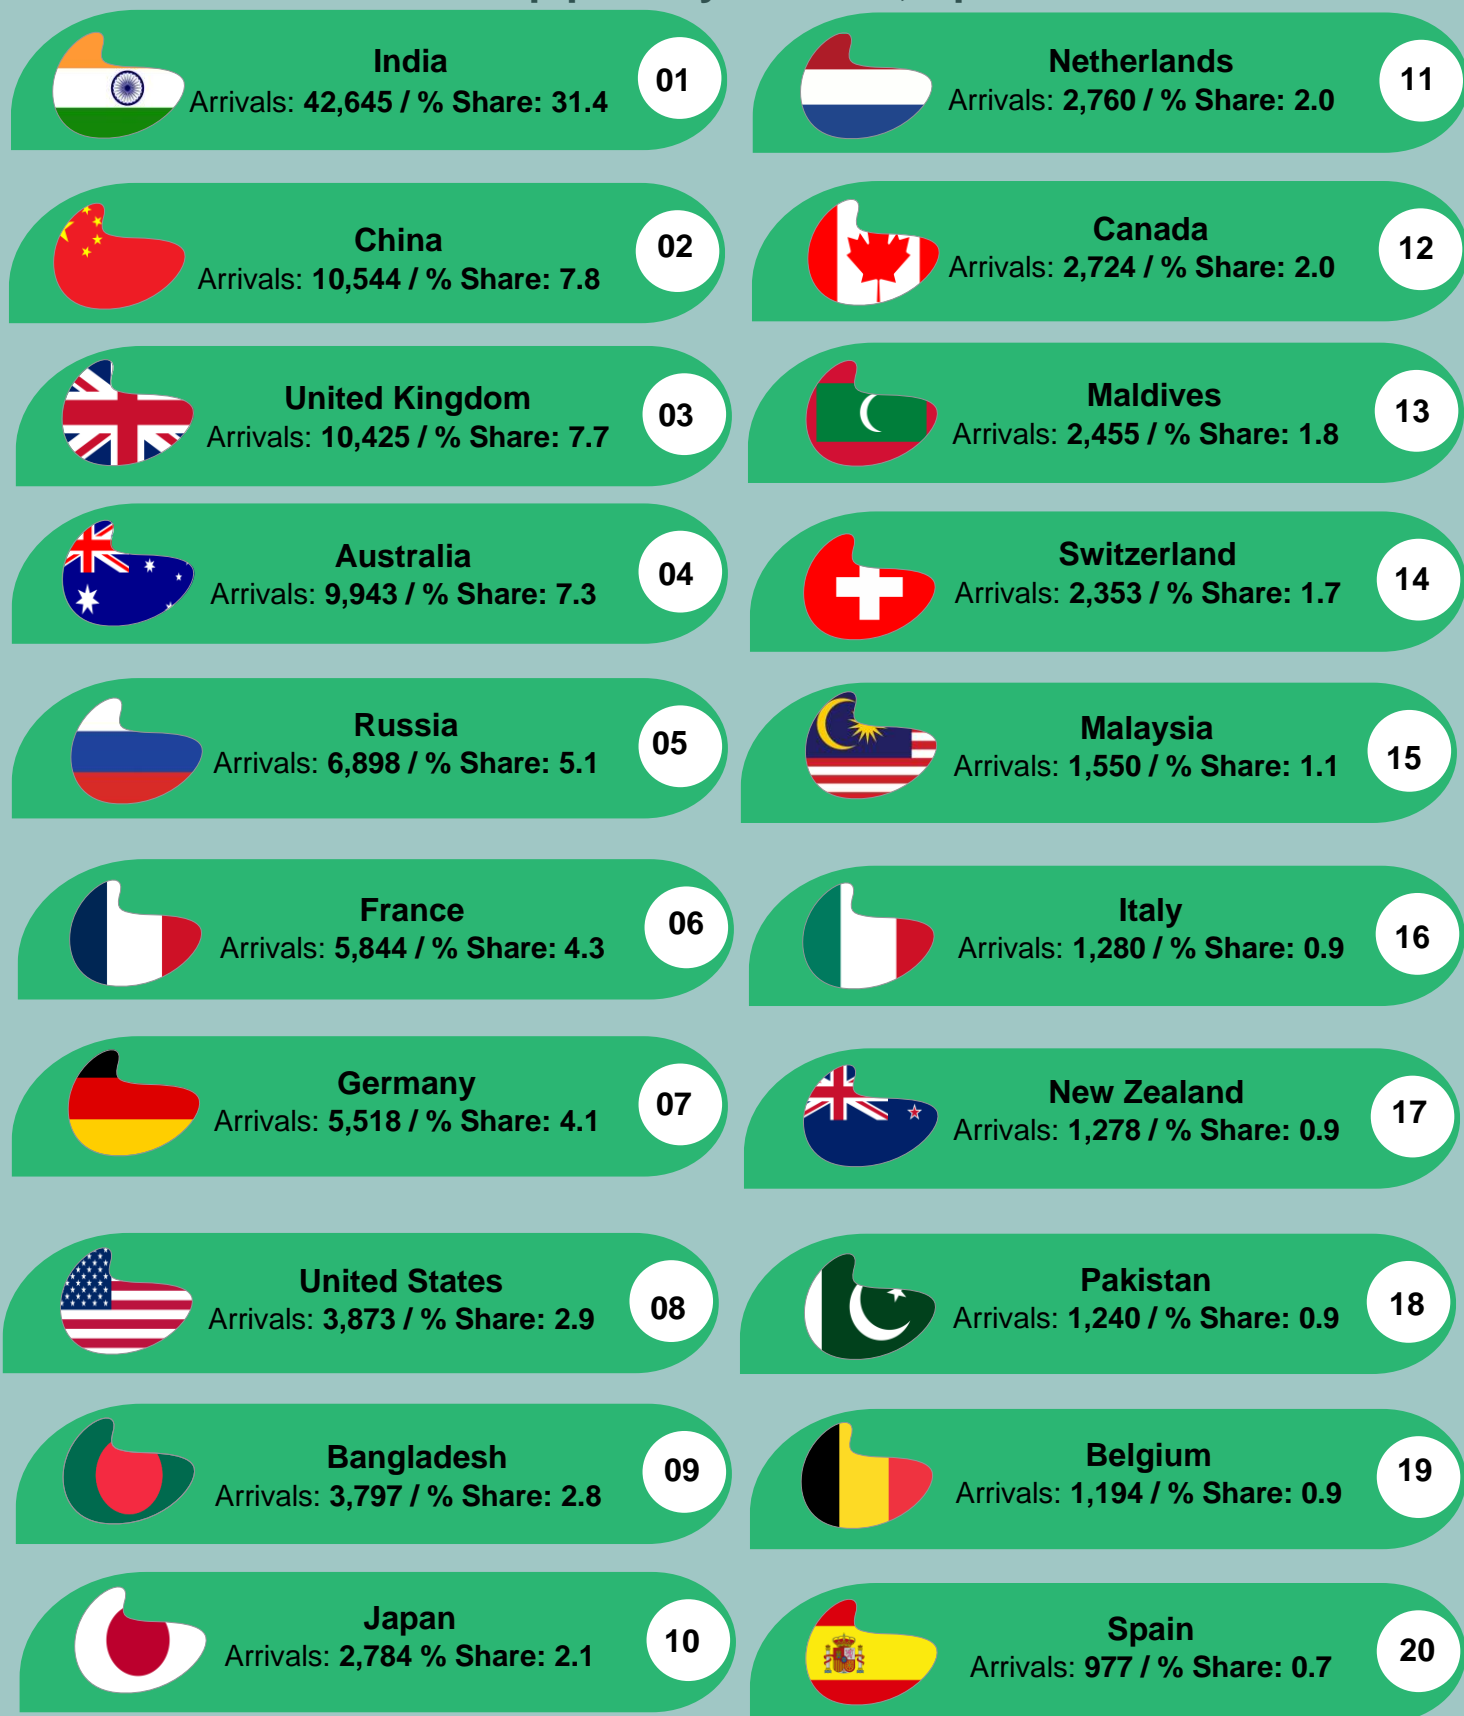 India
Arrivals: 42,645 / % Share: 31.4
01
China
Arrivals: 10,544 / % Share: 7.8
02
United Kingdom
Arrivals: 10,425 / % Share: 7.7
03
Australia
Arrivals: 9,943 / % Share: 7.3
04
Russia
Arrivals: 6,898 / % Share: 5.1
05
France
Arrivals: 5,844 / % Share: 4.3
06
Germany
Arrivals: 5,518 / % Share: 4.1
07
United States
Arrivals: 3,873 / % Share: 2.9
08
Bangladesh
Arrivals: 3,797 / % Share: 2.8
09
Japan
Arrivals: 2,784 % Share: 2.1
10
Netherlands
Arrivals: 2,760 / % Share: 2.0
11
Canada
Arrivals: 2,724 / % Share: 2.0
12
Maldives
Arrivals: 2,455 / % Share: 1.8
13
Switzerland
Arrivals: 2,353 / % Share: 1.7
14
Malaysia
Arrivals: 1,550 / % Share: 1.1
15
Italy
Arrivals: 1,280 / % Share: 0.9
16
New Zealand
Arrivals: 1,278 / % Share: 0.9
17
Pakistan
Arrivals: 1,240 / % Share: 0.9
18
Belgium
Arrivals: 1,194 / % Share: 0.9
19
Spain
Arrivals: 977 / % Share: 0.7
20